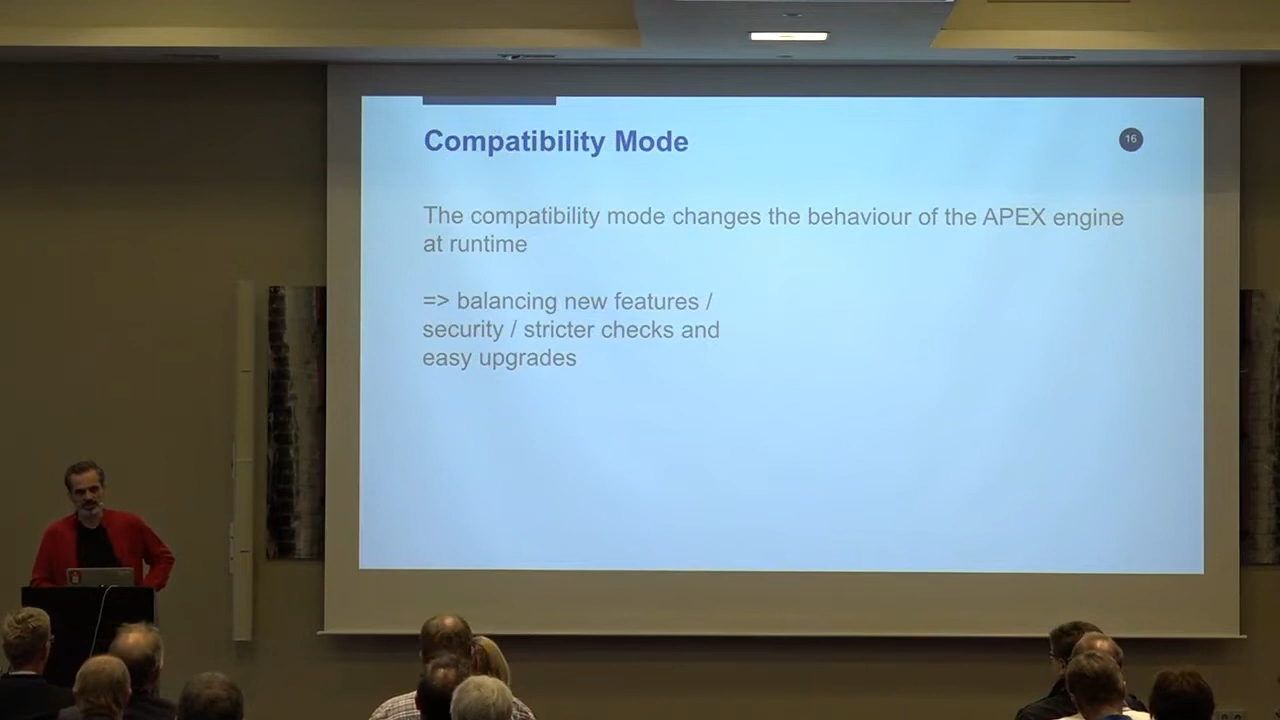 Compatibility Mode
16
The compatibility mode changes the behaviour of the APEX engine
at runtime
=> balancing new features /
security / stricter checks and
easy upgrades